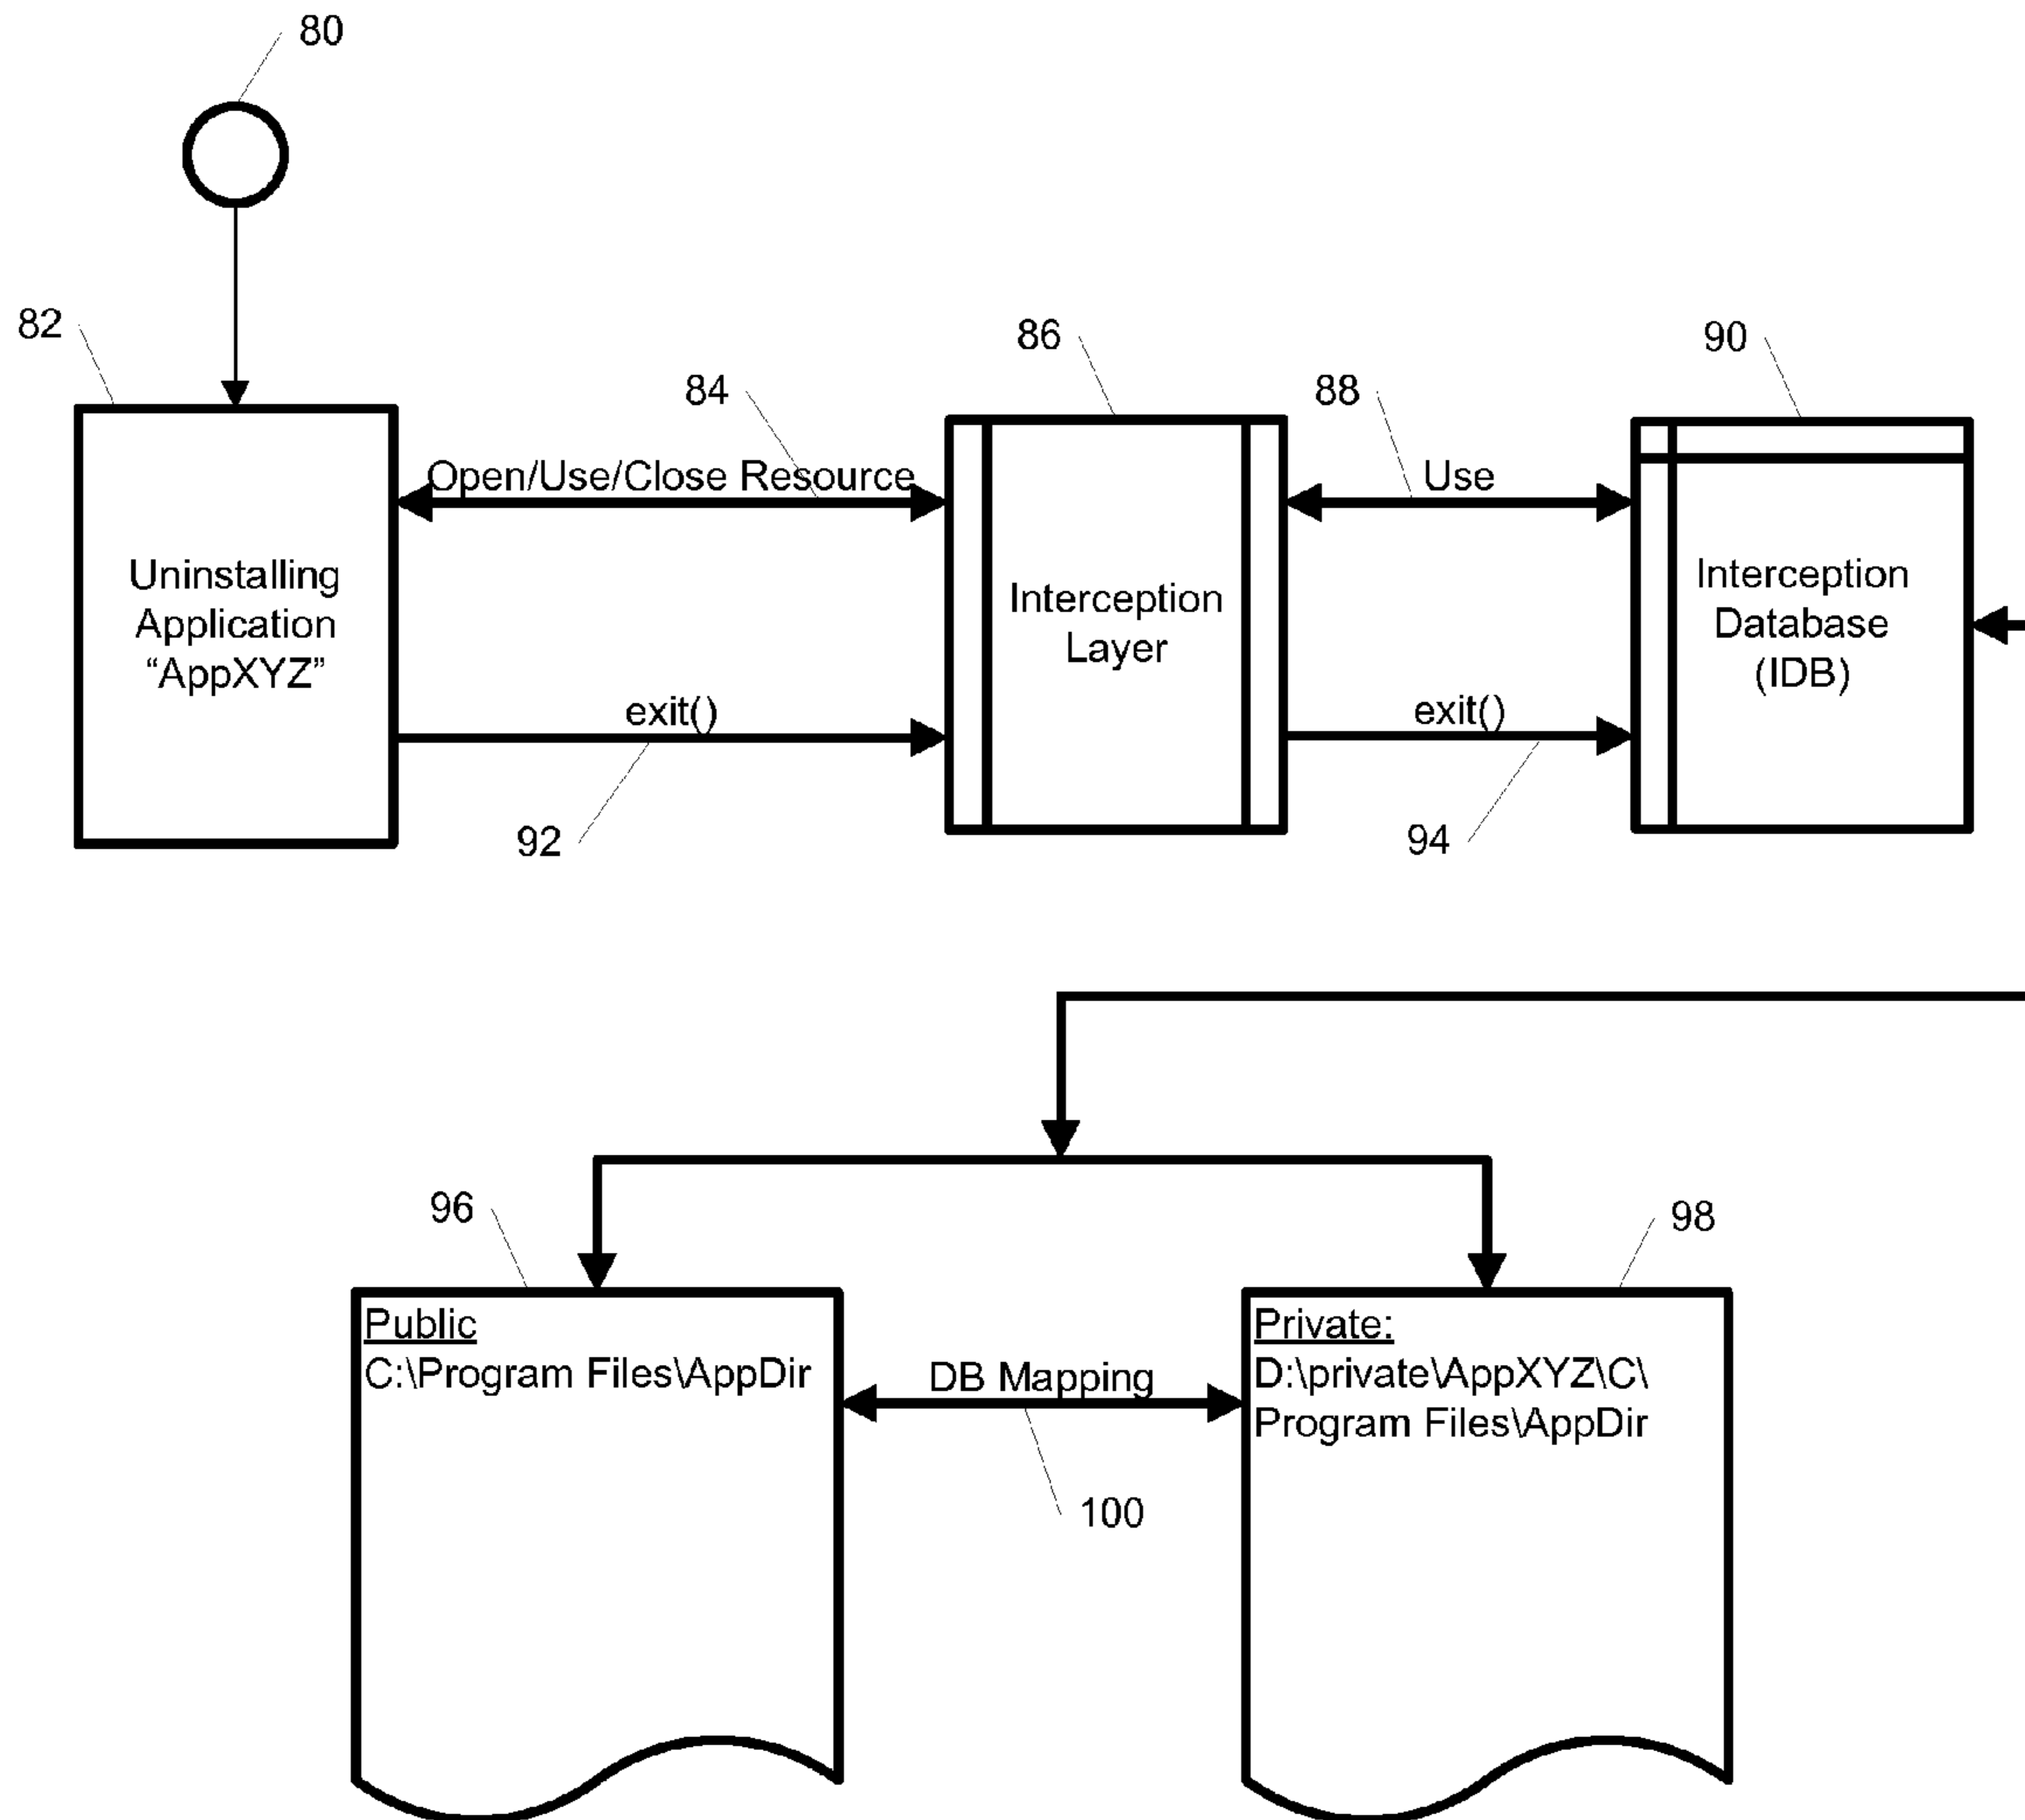 80
82
86
90
84
88
Open/Use/Close Resource
Use
Uninstalling
Application
“AppXYZ”
Interception
Layer
Interception
Database
(IDB)
exit()
exit()
92
94
96
98
Public
C:\Program Files\AppDir
DB Mapping
Private:
D:\private\AppXYZ\C\
Program Files\AppDir
100